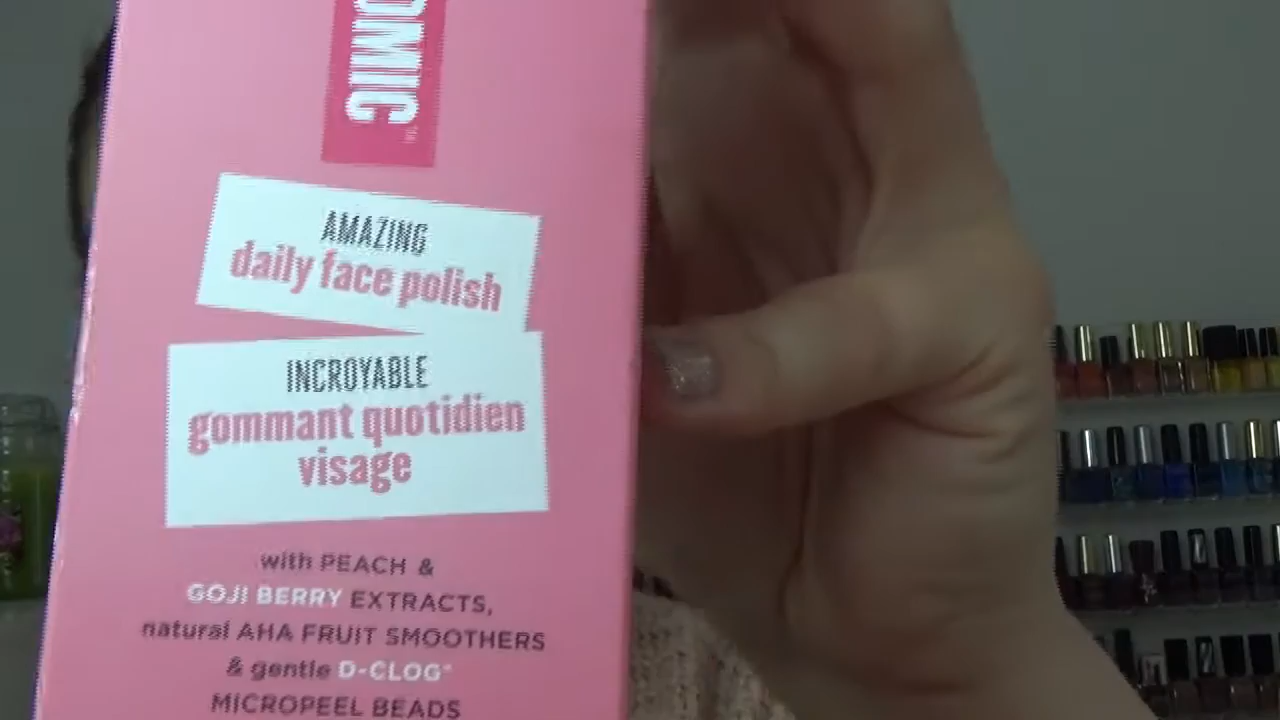 OMIC™
AMAZING
daily face polish
INCROYABLE
gommant quotidien
visage
with PEACH &
GOJI BERRY EXTRACTS,
natural AHA FRUIT SMOOTHERS
& gentle D-CLOG*
MICROPEEL BEADS